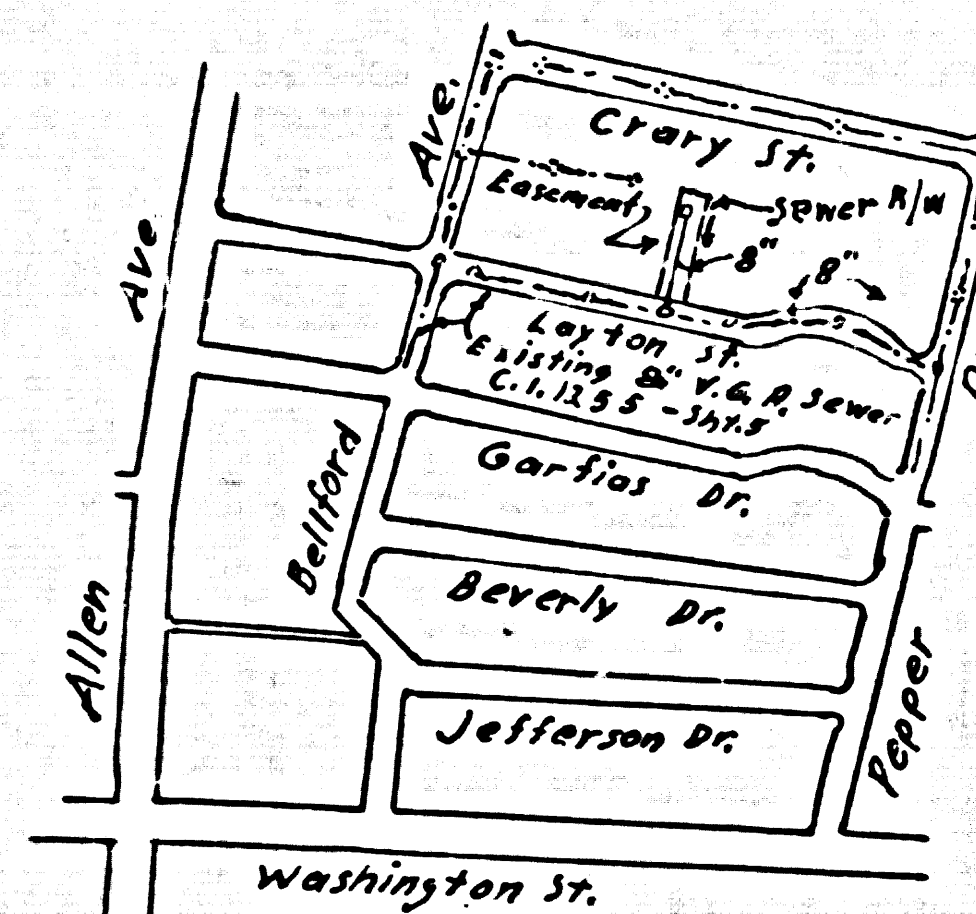 Crary St.
Ave.
Easement
Sewer R/W
8"
8"
Ave
Layton St.
Existing 8" V.G.P. Sewer
C.I. 1255 - Sht. 5
Garfias Dr.
Bellford
Beverly Dr.
Allen
Jefferson Dr.
Pepper
Washington St.